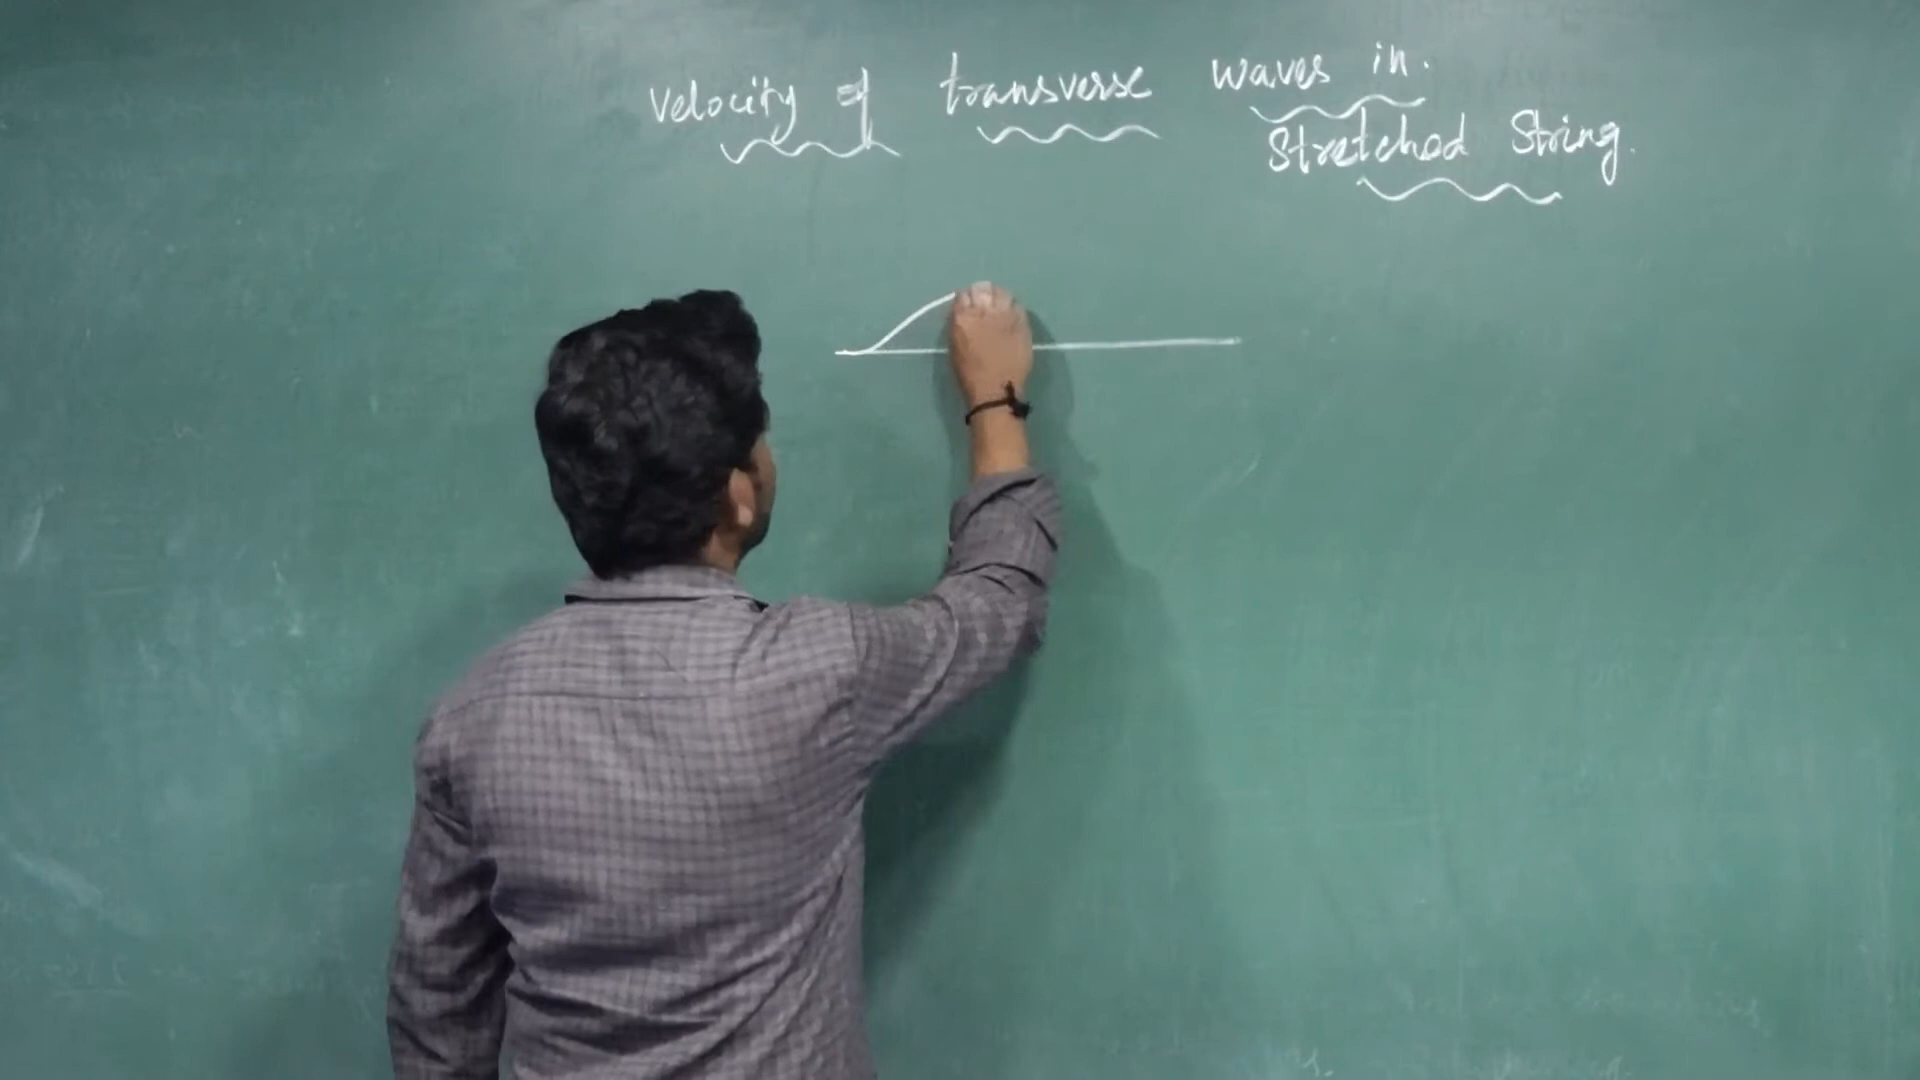 Velocity of transverse waves in.
Stretched String.